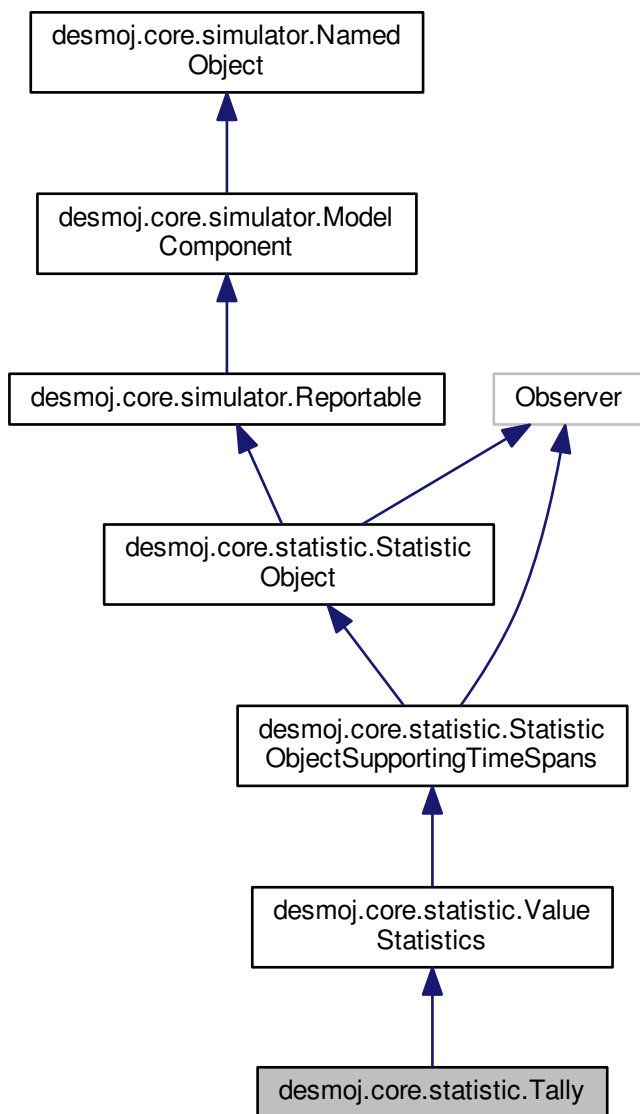 desmoj.core.simulator.Named
Object
desmoj.core.simulator.Model
Component
desmoj.core.simulator.Reportable
Observer
desmoj.core.statistic.Statistic
Object
desmoj.core.statistic.Statistic
ObjectSupportingTimeSpans
desmoj.core.statistic.Value
Statistics
desmoj.core.statistic.Tally